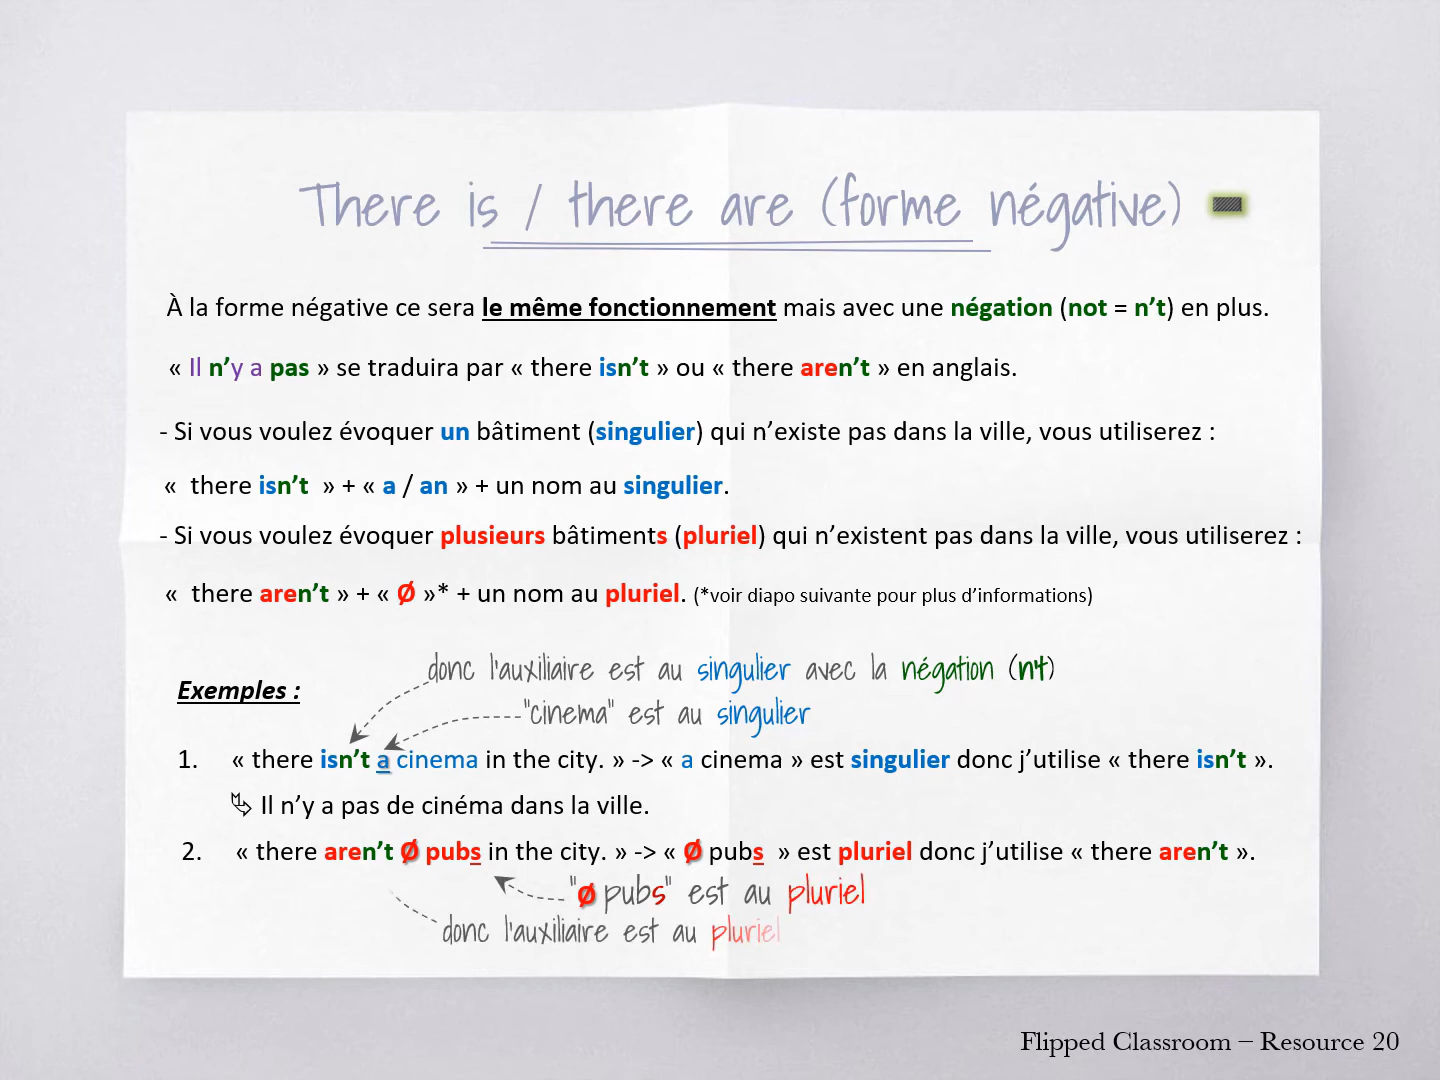 There is / there are (forme négative)
À la forme négative ce sera le même fonctionnement mais avec une négation (not = n’t) en plus.
« Il n’y a pas » se traduira par « there isn’t » ou « there aren’t » en anglais.
- Si vous voulez évoquer un bâtiment (singulier) qui n’existe pas dans la ville, vous utiliserez :
« there isn’t » + « a / an » + un nom au singulier.
- Si vous voulez évoquer plusieurs bâtiments (pluriel) qui n’existent pas dans la ville, vous utiliserez :
« there aren’t » + « Ø »* + un nom au pluriel. (*voir diapo suivante pour plus d’informations)
donc l'auxiliaire est au singulier avec la négation (n't)
Exemples :
"cinema" est au singulier
1. « there isn’t a cinema in the city. » -> « a cinema » est singulier donc j’utilise « there isn’t ».
Il n’y a pas de cinéma dans la ville.
2. « there aren’t Ø pubs in the city. » -> « Ø pubs » est pluriel donc j’utilise « there aren’t ».
"Ø pubs" est au pluriel
donc l'auxiliaire est au pluriel
Flipped Classroom – Resource 20